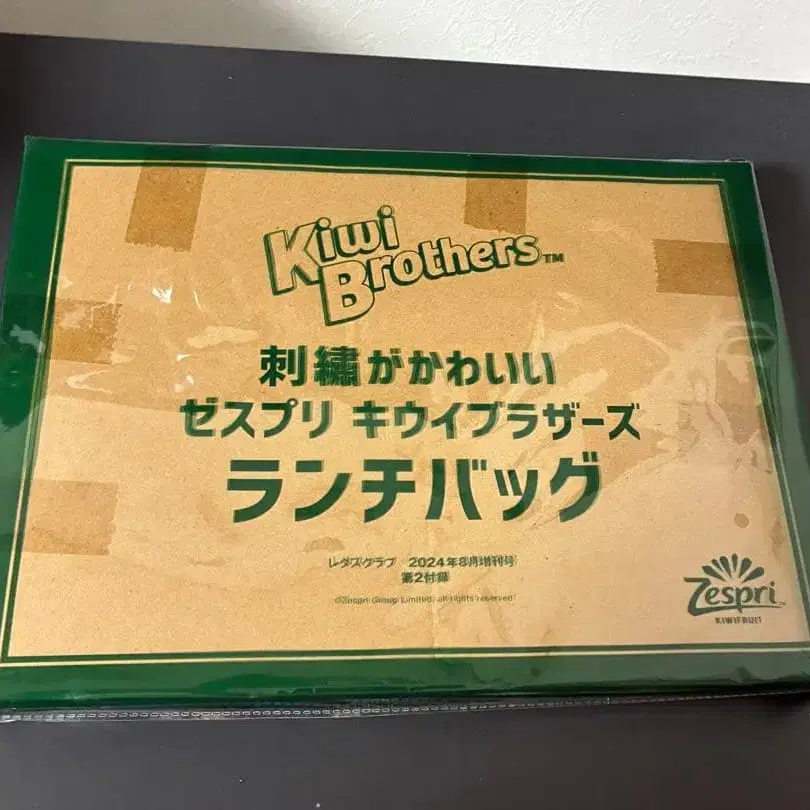 Kiwi
Brothers™
刺繍がかわいい
ゼスプリ キウイブラザーズ
ランチバッグ
レタスクラブ 2024年8月増刊号
第2付録
©Zespri Group Limited, all rights reserved.
Zespri™
KIWIFRUIT